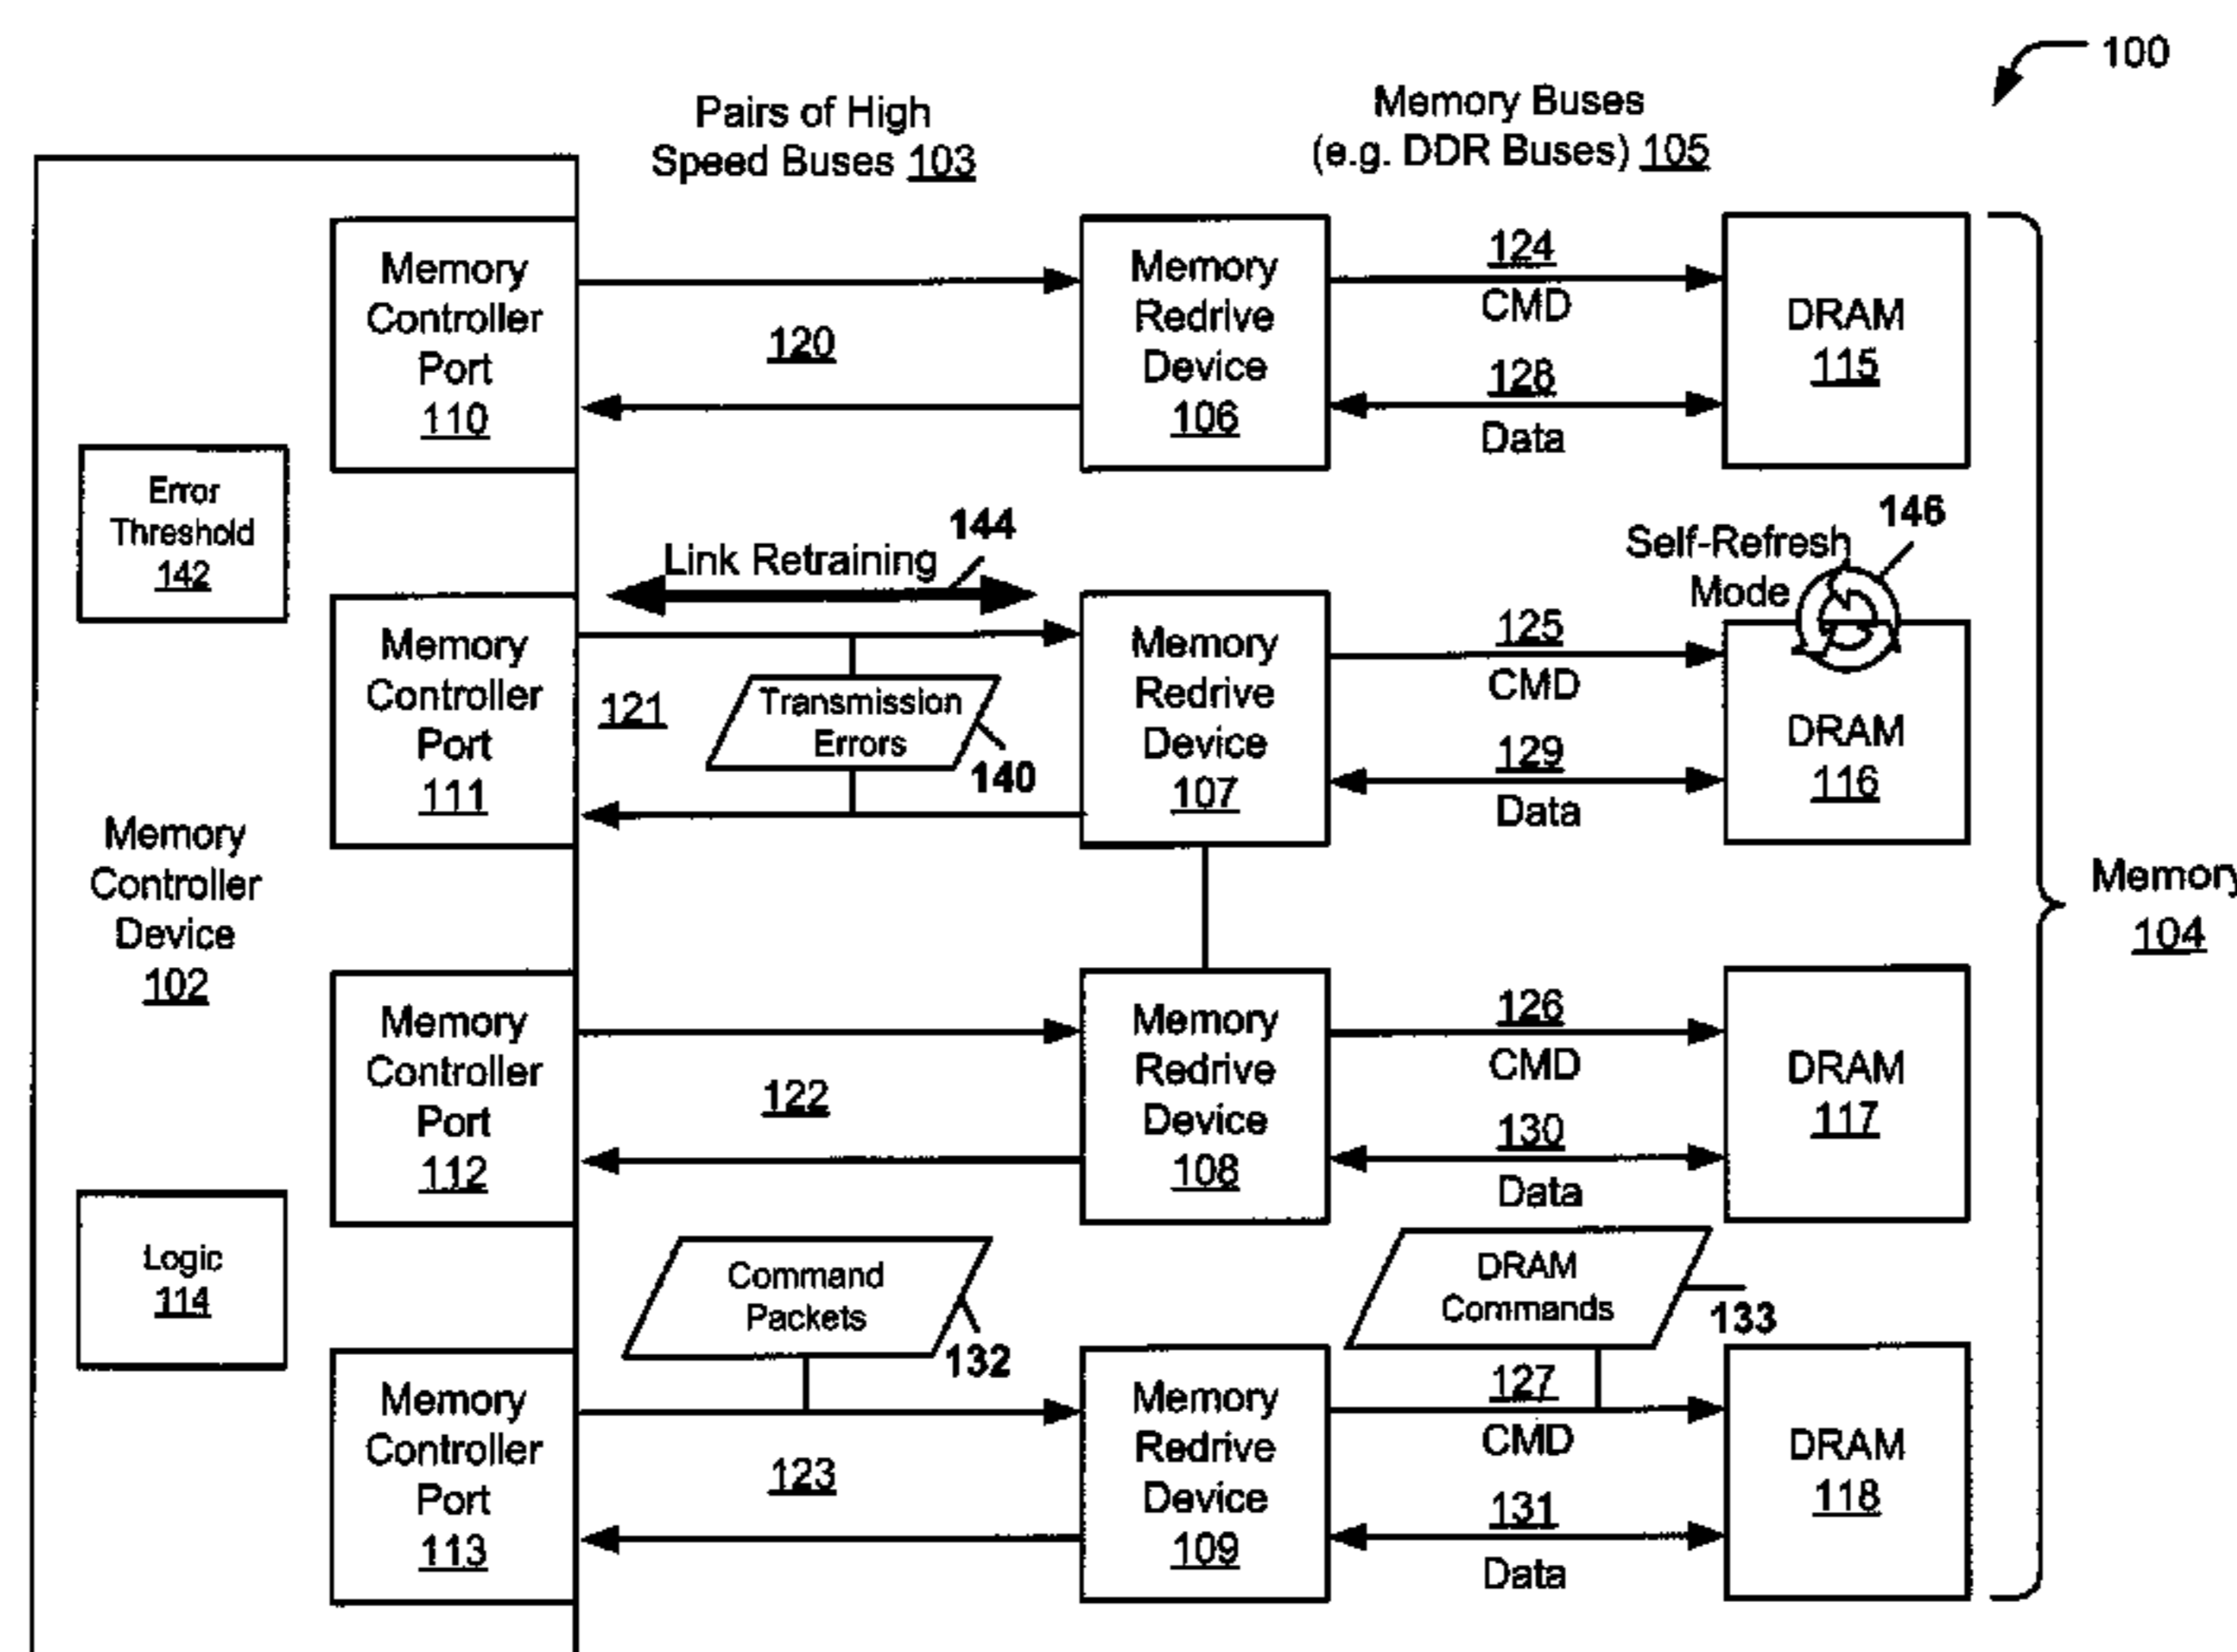 100
Pairs of High
Speed Buses 103
Memory Buses
(e.g. DDR Buses) 105
Memory
Controller
Port
110
120
Memory
Redrive
Device
106
124
CMD
128
Data
DRAM
115
Error
Threshold
142
Link Retraining
144
Self-Refresh
Mode
146
Memory
Controller
Port
111
121
Transmission
Errors
140
Memory
Redrive
Device
107
125
CMD
129
Data
DRAM
116
Memory
Controller
Device
102
Memory
104
Memory
Controller
Port
112
122
Memory
Redrive
Device
108
126
CMD
130
Data
DRAM
117
Logic
114
Command
Packets
132
DRAM
Commands
133
Memory
Controller
Port
113
123
Memory
Redrive
Device
109
127
CMD
131
Data
DRAM
118